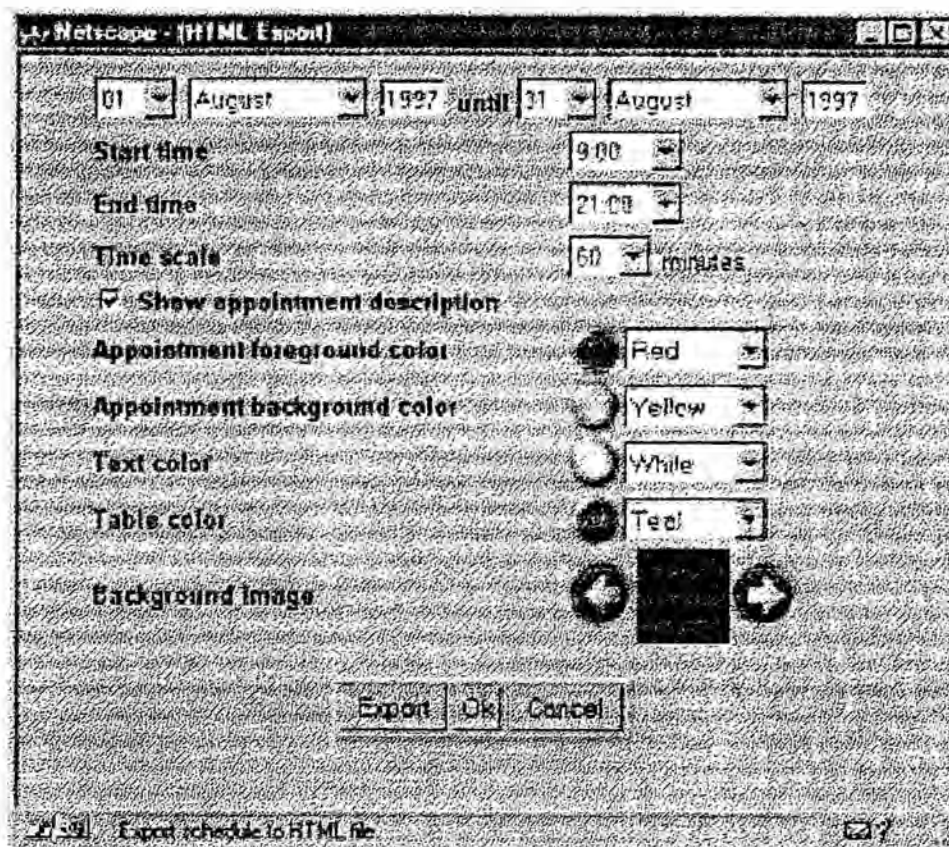 Netscape - [HTML Export]
01 August 1997 until 31 August 1997
Start time 9:00
End time 21:00
Time scale 60 minutes
Show appointment description
Appointment foreground color Red
Appointment background color Yellow
Text color White
Table color Teal
Background image
Export Ok Cancel
Export schedule to HTML file